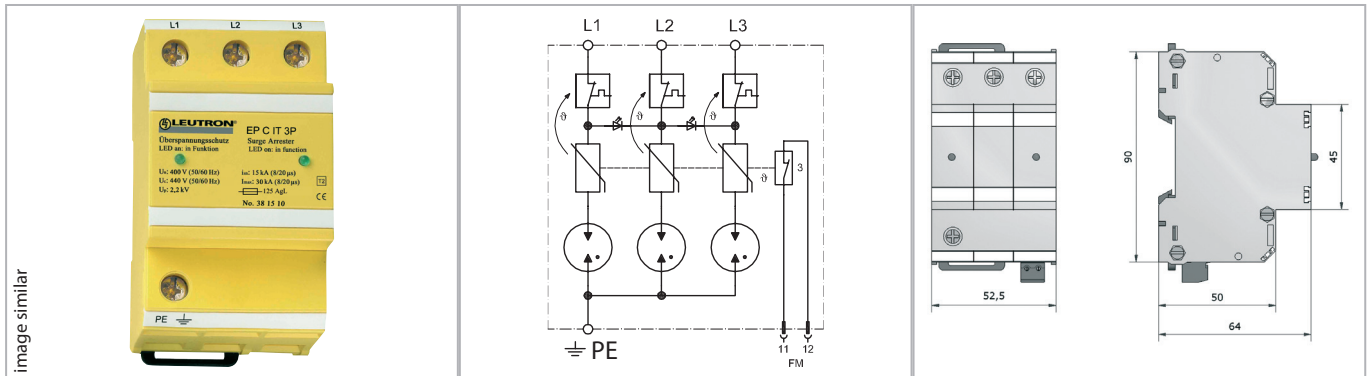 image similar
L1 L2 L3
LEUTRON®
EP C IT 3P
Überspannungsschutz Surge Arrester
LED an: in Funktion LED on: in function
Uₙ: 400 V (50/60 Hz) iₛₙ: 15 kA (8/20 µs)
U꜀: 440 V (50/60 Hz) Iₘₐₓ: 30 kA (8/20 µs)
Uₚ: 2,2 kV 125 AgL
No. 38 15 10
CE
PE
L1 L2 L3
ϑ ϑ ϑ
ϑ 3
PE
11 12
FM
52,5
90
45
50
64